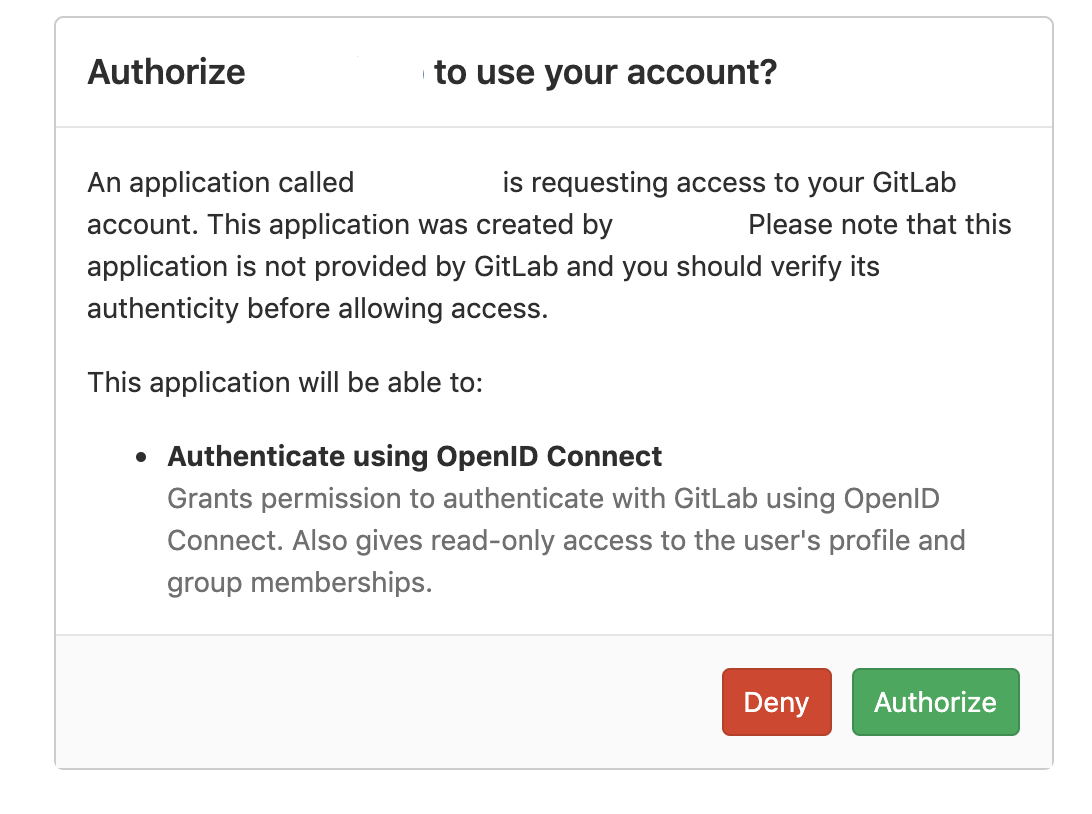 Authorize to use your account?
An application called is requesting access to your GitLab
account. This application was created by Please note that this
application is not provided by GitLab and you should verify its
authenticity before allowing access.
This application will be able to:
• Authenticate using OpenID Connect
Grants permission to authenticate with GitLab using OpenID
Connect. Also gives read-only access to the user's profile and
group memberships.
Deny Authorize